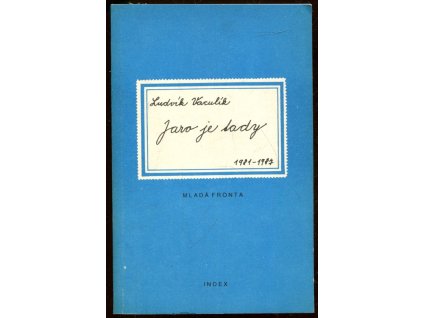 Ludvík Vaculík
Jaro je tady
1981-1987
MLADÁ FRONTA
INDEX